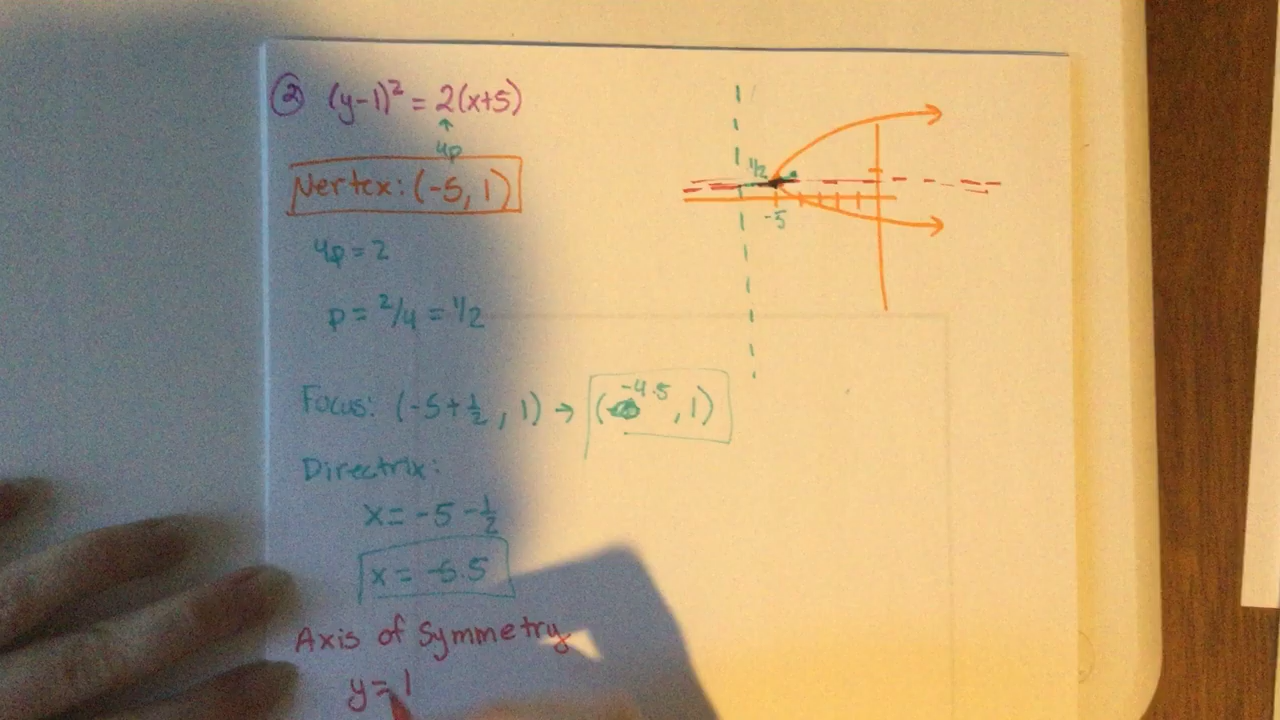 ② (y-1)² = 2(x+5)
↑
4p
Vertex: (-5, 1)
4p = 2
p = 2/4 = 1/2
Focus: (-5 + 1/2, 1) → (-4.5, 1)
Directrix:
x = -5 - 1/2
x = -5.5
Axis of Symmetry
y = 1
1/2
-5